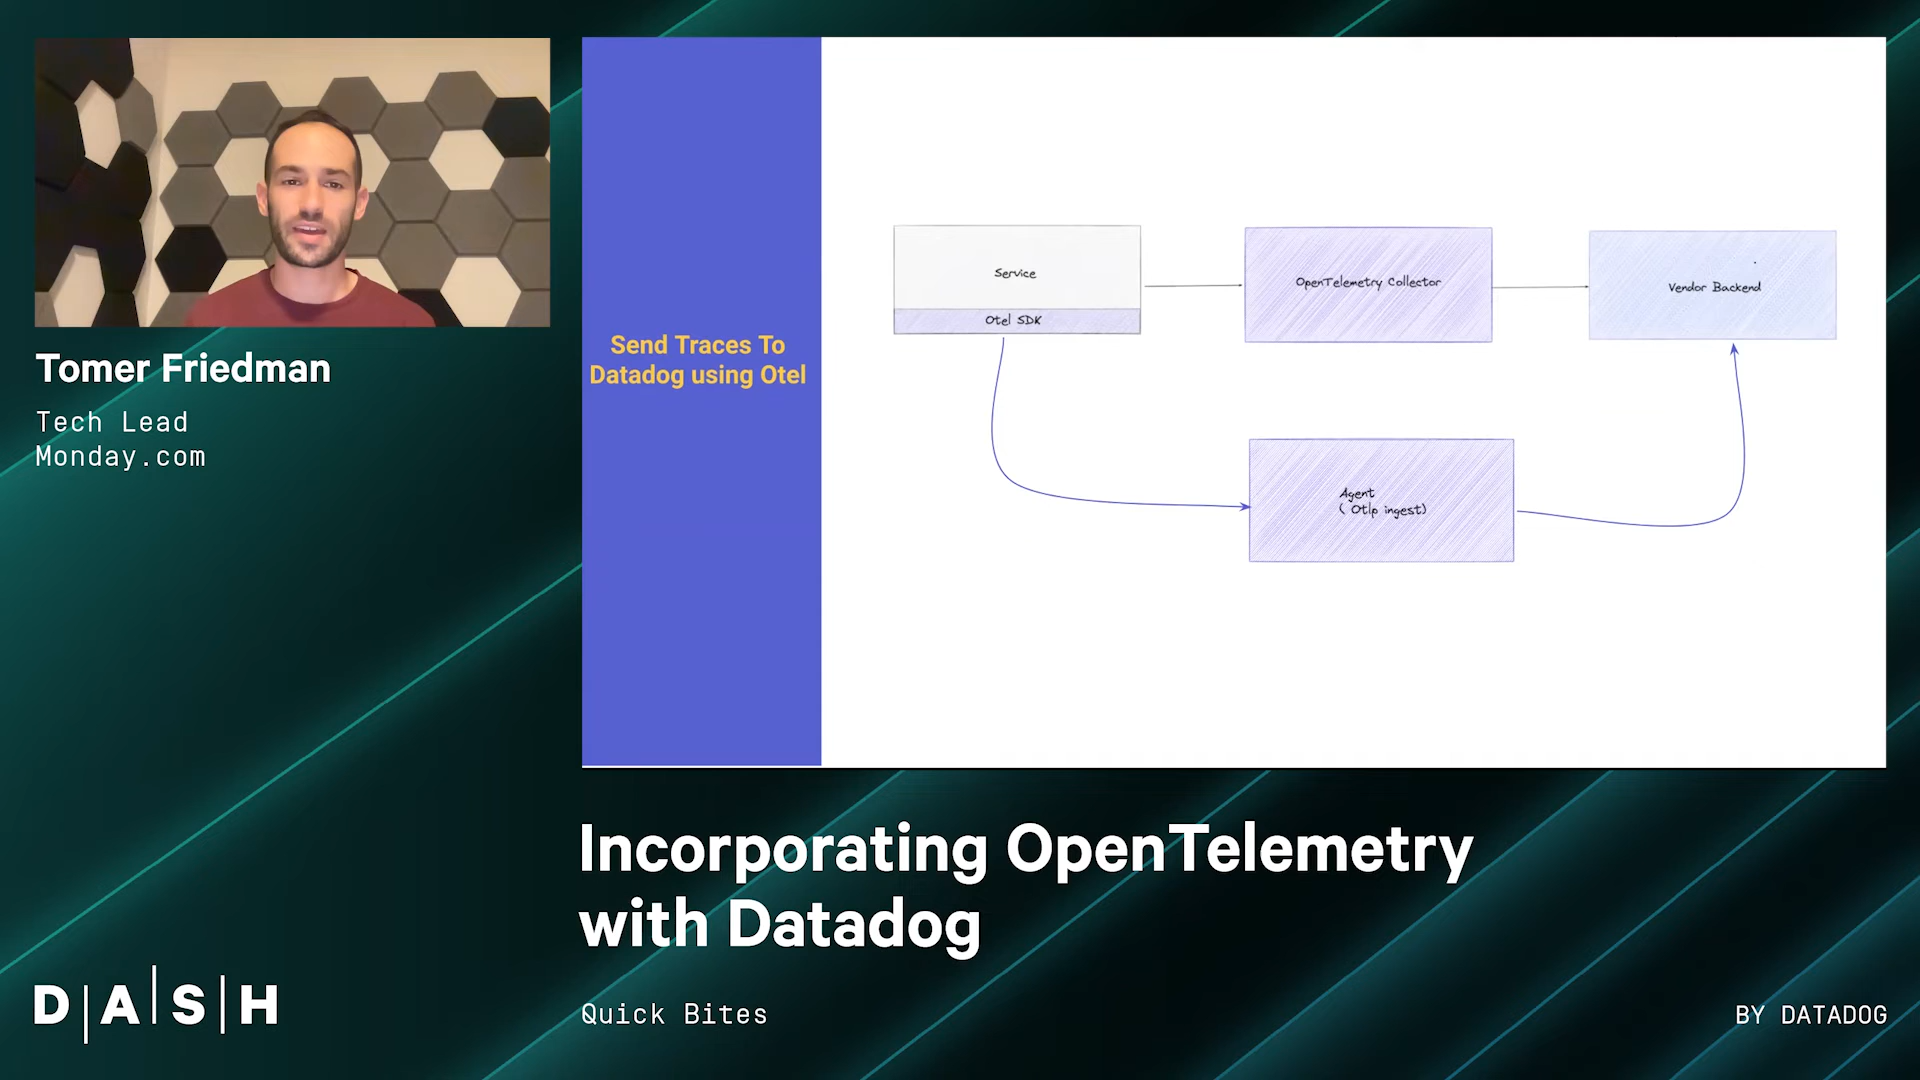 Tomer Friedman
Tech Lead
Monday.com
Send Traces To
Datadog using Otel
Service
Otel SDK
OpenTelemetry Collector
Vendor Backend
Agent
( Otlp ingest)
Incorporating OpenTelemetry
with Datadog
Quick Bites
D|A|S|H
BY DATADOG